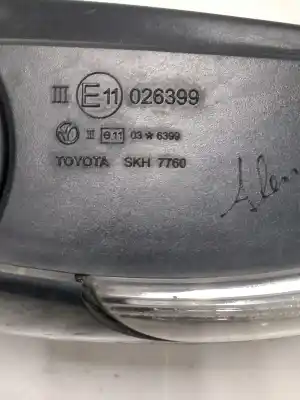 III E11 026399
II e11 03★6399
TOYOTA SKH 7760